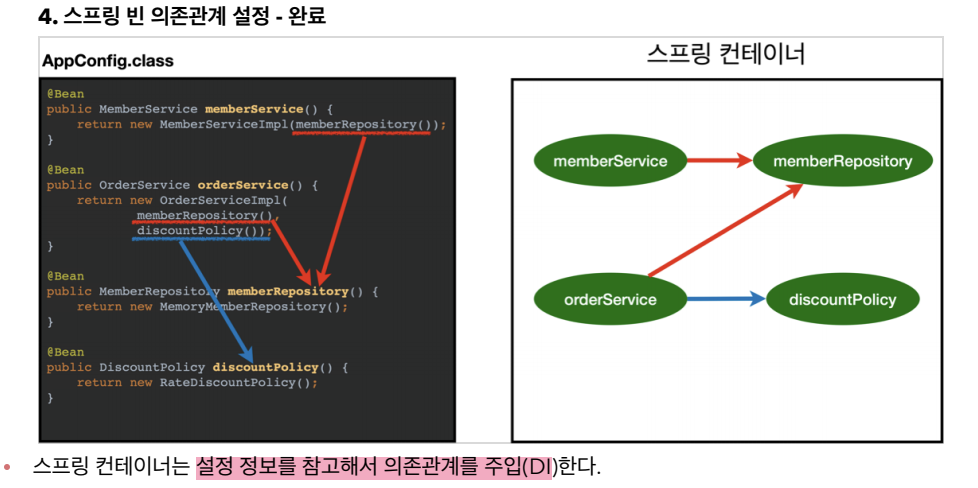 4. 스프링 빈 의존관계 설정 - 완료
AppConfig.class
스프링 컨테이너
@Bean
public MemberService memberService() {
    return new MemberServiceImpl(memberRepository());
}
@Bean
public OrderService orderService() {
    return new OrderServiceImpl(
            memberRepository(),
            discountPolicy());
}
@Bean
public MemberRepository memberRepository() {
    return new MemoryMemberRepository();
}
@Bean
public DiscountPolicy discountPolicy() {
    return new RateDiscountPolicy();
}
memberService
memberRepository
orderService
discountPolicy
• 스프링 컨테이너는 설정 정보를 참고해서 의존관계를 주입(DI)한다.